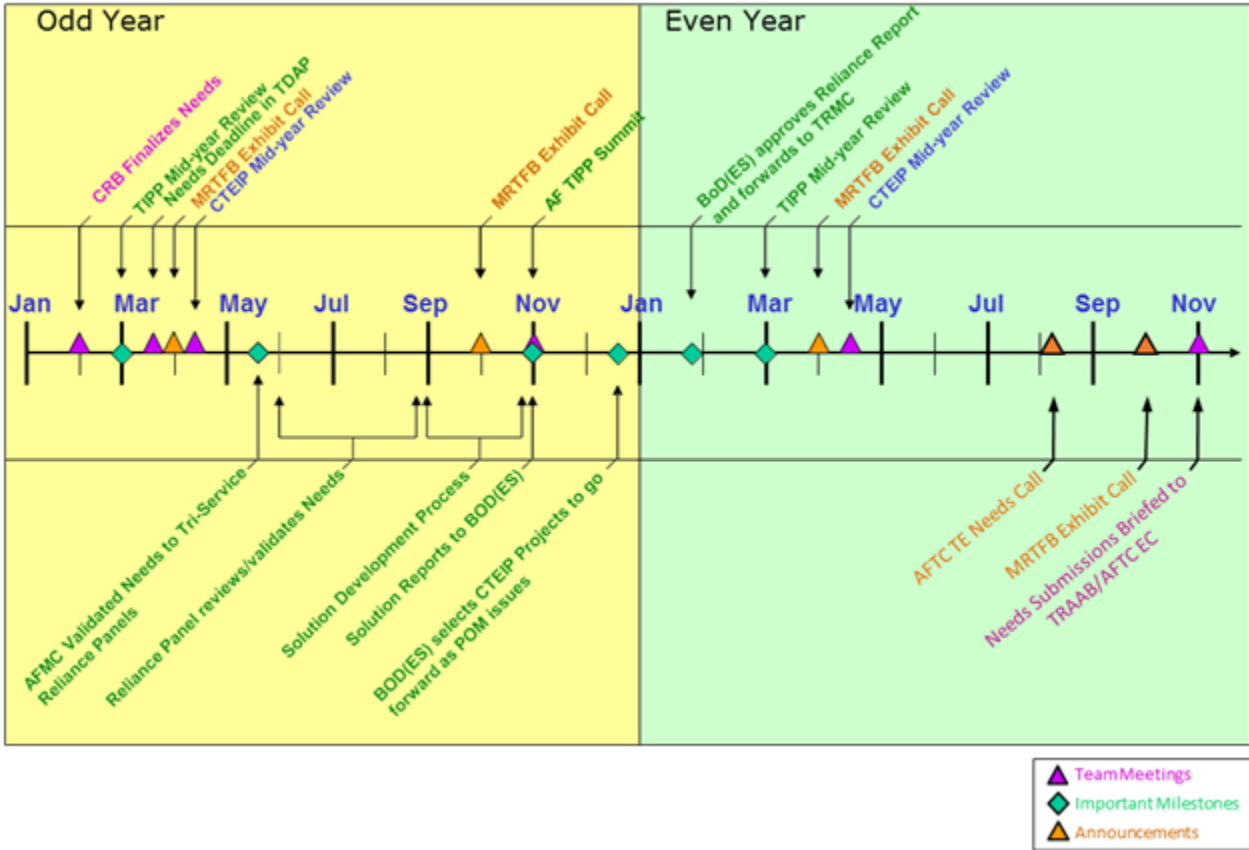 Odd Year
Even Year
CRB Finalizes Needs
TIPP Mid-year Review
Needs Deadline in TDAP
MRTFB Exhibit Call
CTEIP Mid-year Review
MRTFB Exhibit Call
AF TIPP Summit
BoD(ES) approves Reliance Report
and forwards to TRMC
TIPP Mid-year Review
MRTFB Exhibit Call
CTEIP Mid-year Review
Jan
Mar
May
Jul
Sep
Nov
Jan
Mar
May
Jul
Sep
Nov
AFMC Validated Needs to Tri-Service
Reliance Panels
Reliance Panel reviews/validates Needs
Solution Development Process
Solution Reports to BOD(ES)
BOD(ES) selects CTEIP Projects to go
forward as POM issues
AFTC TE Needs Call
MRTFB Exhibit Call
Needs Submissions Briefed to
TRAAB/AFTC EC
Team Meetings
Important Milestones
Announcements